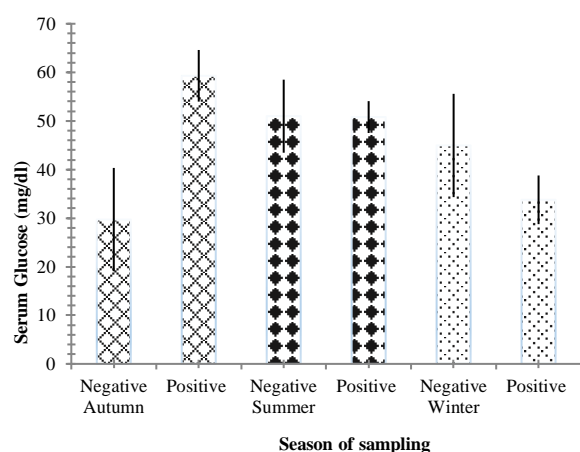 70
60
50
40
30
20
10
0
Serum Glucose (mg/dl)
Negative Positive Negative Positive Negative Positive
Autumn Summer Winter
Season of sampling